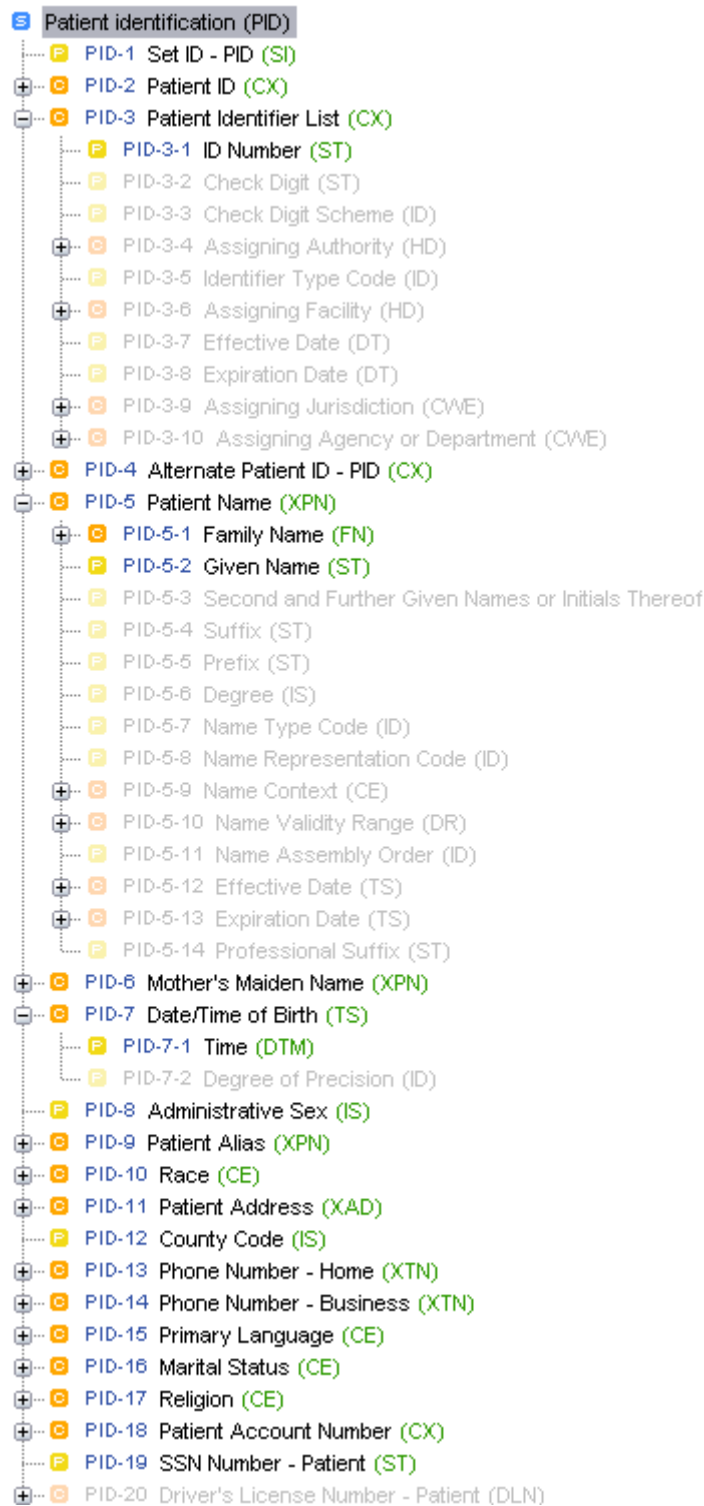 S Patient identification (PID)
P PID-1 Set ID - PID (SI)
C PID-2 Patient ID (CX)
C PID-3 Patient Identifier List (CX)
P PID-3-1 ID Number (ST)
P PID-3-2 Check Digit (ST)
P PID-3-3 Check Digit Scheme (ID)
C PID-3-4 Assigning Authority (HD)
P PID-3-5 Identifier Type Code (ID)
C PID-3-6 Assigning Facility (HD)
P PID-3-7 Effective Date (DT)
P PID-3-8 Expiration Date (DT)
C PID-3-9 Assigning Jurisdiction (CWE)
C PID-3-10 Assigning Agency or Department (CWE)
C PID-4 Alternate Patient ID - PID (CX)
C PID-5 Patient Name (XPN)
C PID-5-1 Family Name (FN)
P PID-5-2 Given Name (ST)
P PID-5-3 Second and Further Given Names or Initials Thereof
P PID-5-4 Suffix (ST)
P PID-5-5 Prefix (ST)
P PID-5-6 Degree (IS)
P PID-5-7 Name Type Code (ID)
P PID-5-8 Name Representation Code (ID)
C PID-5-9 Name Context (CE)
C PID-5-10 Name Validity Range (DR)
P PID-5-11 Name Assembly Order (ID)
C PID-5-12 Effective Date (TS)
C PID-5-13 Expiration Date (TS)
P PID-5-14 Professional Suffix (ST)
C PID-6 Mother's Maiden Name (XPN)
C PID-7 Date/Time of Birth (TS)
P PID-7-1 Time (DTM)
P PID-7-2 Degree of Precision (ID)
P PID-8 Administrative Sex (IS)
C PID-9 Patient Alias (XPN)
C PID-10 Race (CE)
C PID-11 Patient Address (XAD)
P PID-12 County Code (IS)
C PID-13 Phone Number - Home (XTN)
C PID-14 Phone Number - Business (XTN)
C PID-15 Primary Language (CE)
C PID-16 Marital Status (CE)
C PID-17 Religion (CE)
C PID-18 Patient Account Number (CX)
P PID-19 SSN Number - Patient (ST)
C PID-20 Driver's License Number - Patient (DLN)